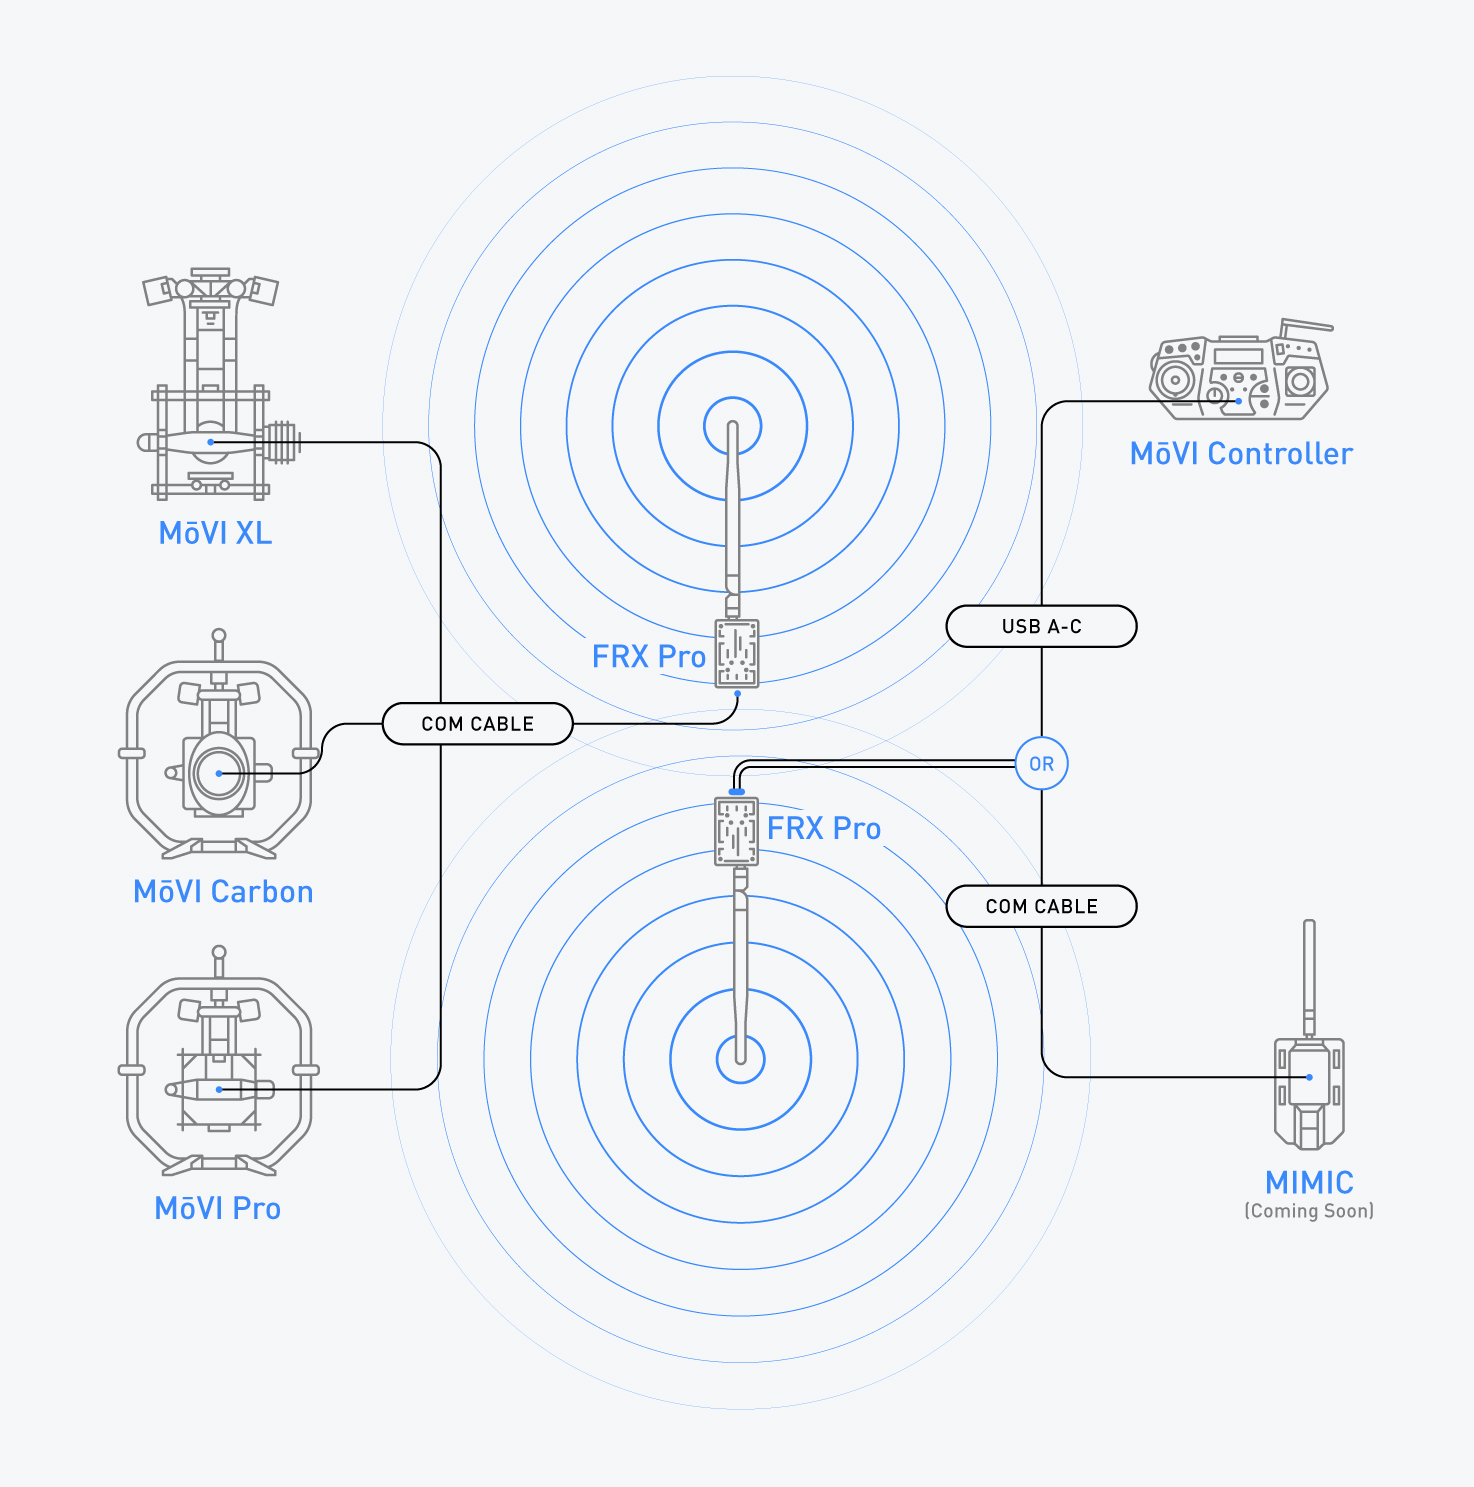 MōVI Controller
MōVI XL
USB A-C
FRX Pro
COM CABLE
OR
FRX Pro
MōVI Carbon
COM CABLE
MIMIC
(Coming Soon)
MōVI Pro